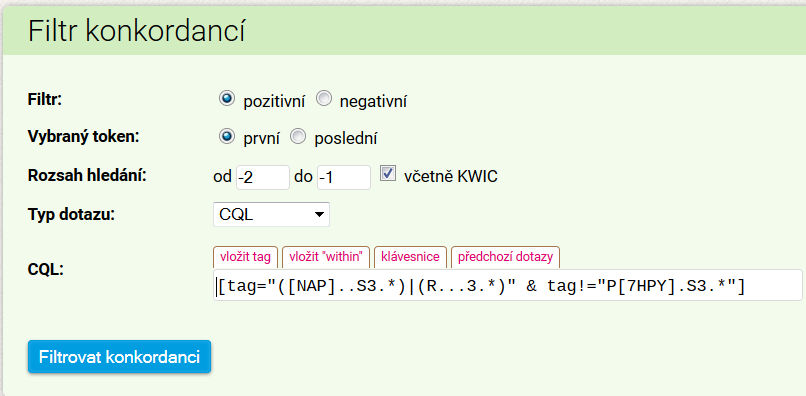 Filtr konkordancí
Filtr: pozitivní negativní
Vybraný token: první poslední
Rozsah hledání: od -2 do -1 včetně KWIC
Typ dotazu: CQL
vložit tag vložit "within" klávesnice předchozí dotazy
CQL: [tag="([NAP]..S3.*)|(R...3.*)" & tag!="P[7HPY].S3.*"]
Filtrovat konkordanci